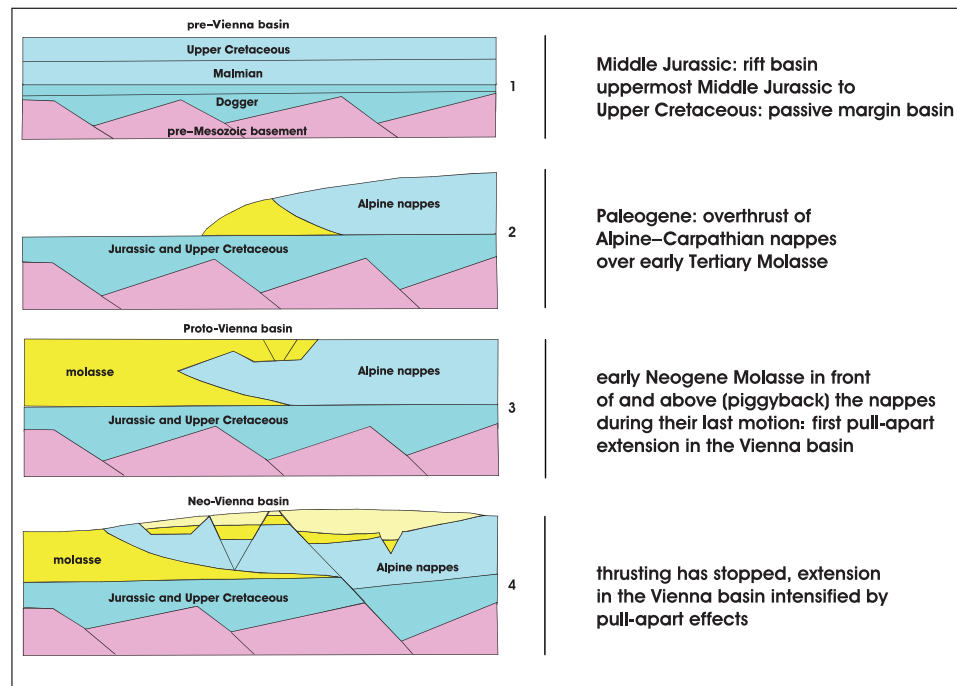 pre–Vienna basin
Upper Cretaceous
Malmian
Dogger
pre–Mesozoic basement
1
Middle Jurassic: rift basin
uppermost Middle Jurassic to
Upper Cretaceous: passive margin basin
Alpine nappes
Jurassic and Upper Cretaceous
2
Paleogene: overthrust of
Alpine–Carpathian nappes
over early Tertiary Molasse
Proto-Vienna basin
molasse
Alpine nappes
Jurassic and Upper Cretaceous
3
early Neogene Molasse in front
of and above (piggyback) the nappes
during their last motion: first pull-apart
extension in the Vienna basin
Neo-Vienna basin
molasse
Alpine nappes
Jurassic and Upper Cretaceous
4
thrusting has stopped, extension
in the Vienna basin intensified by
pull-apart effects